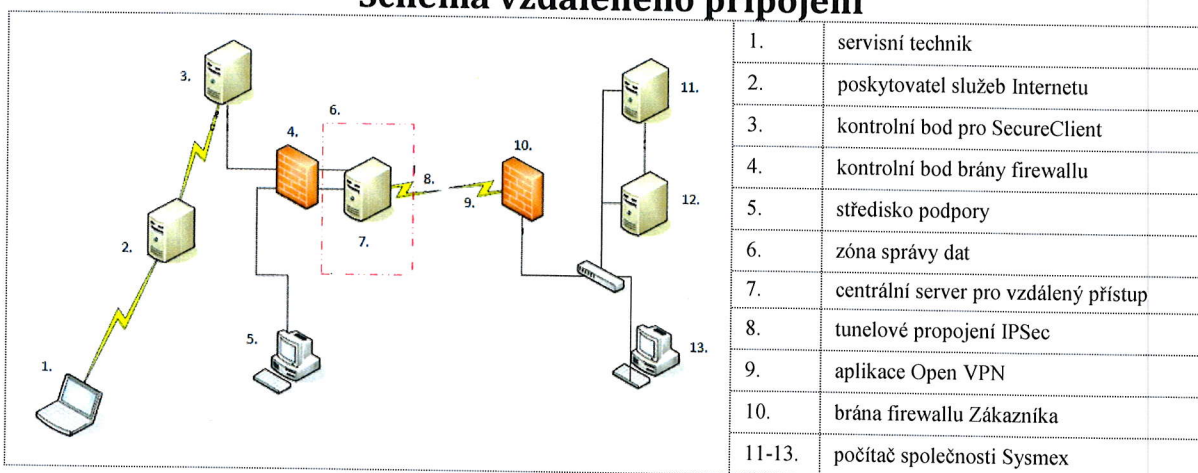 Schéma vzdáleného připojení
3.
6.
4.
11.
10.
8.
9.
12.
2.
7.
5.
13.
1.
1. servisní technik
2. poskytovatel služeb Internetu
3. kontrolní bod pro SecureClient
4. kontrolní bod brány firewallu
5. středisko podpory
6. zóna správy dat
7. centrální server pro vzdálený přístup
8. tunelové propojení IPSec
9. aplikace Open VPN
10. brána firewallu Zákazníka
11-13. počítač společnosti Sysmex